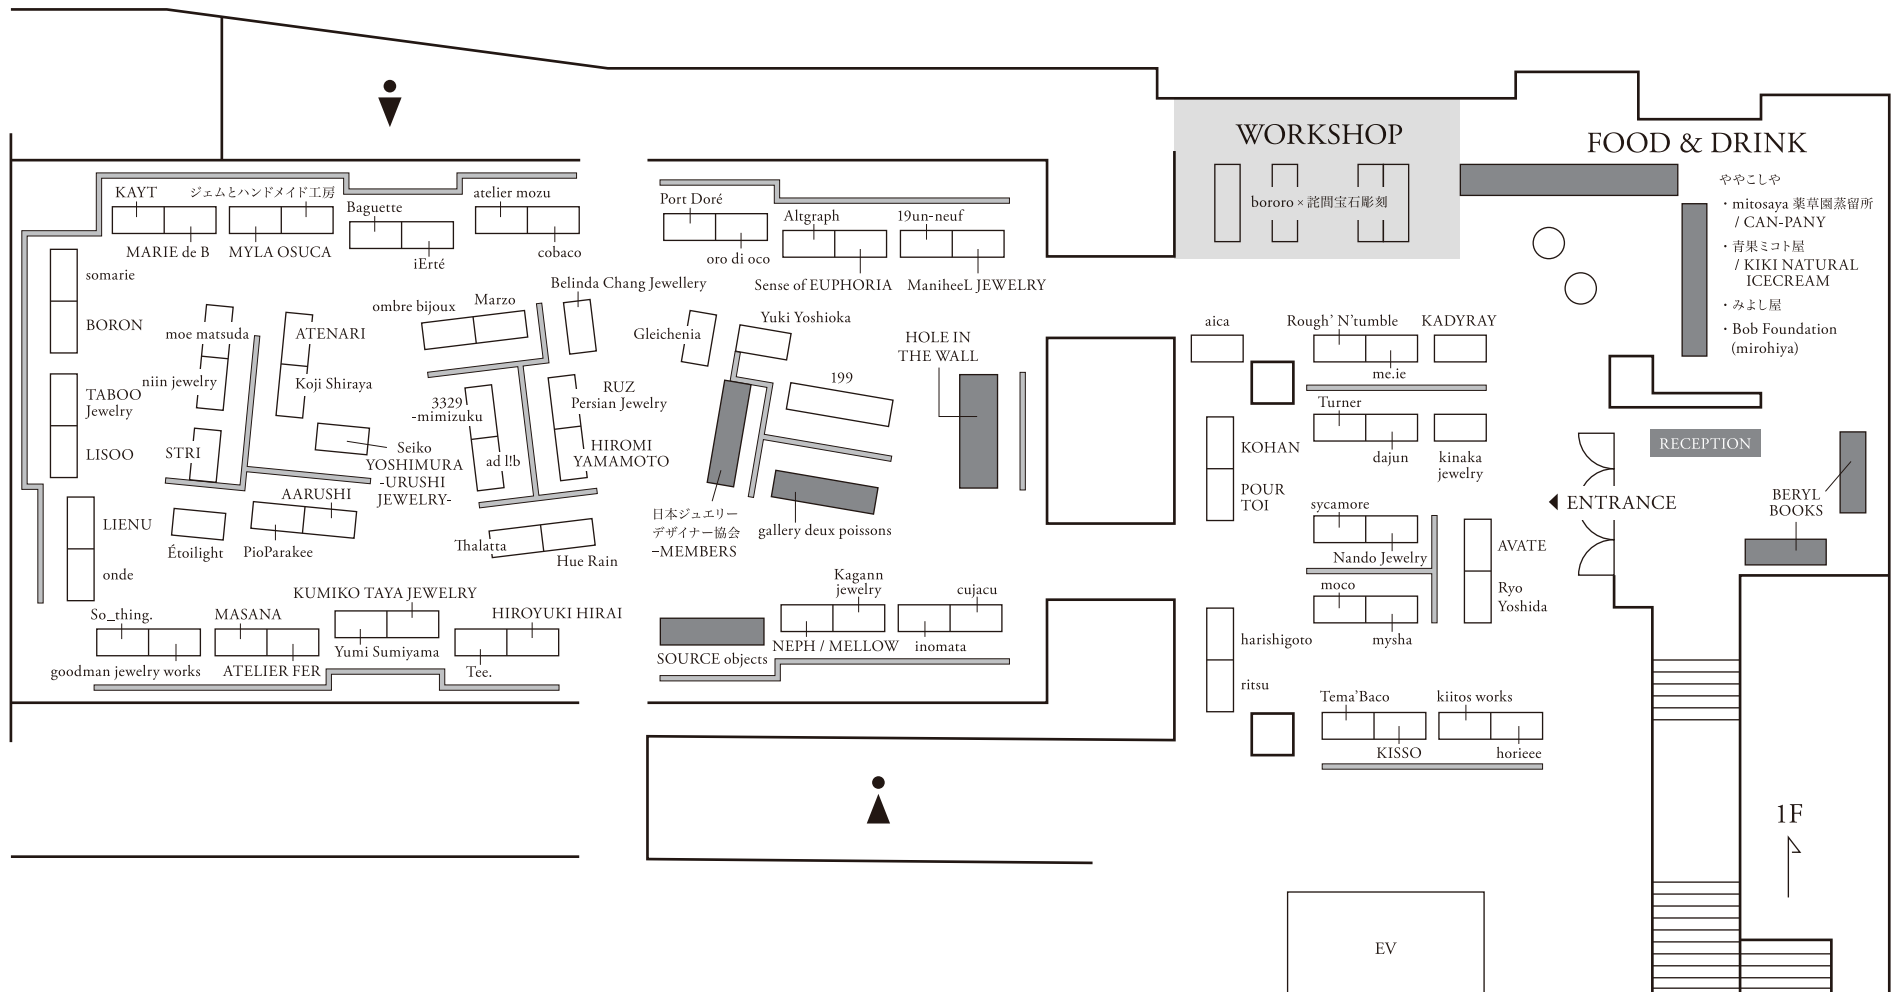 WORKSHOP
bororo × 詫間宝石彫刻
FOOD & DRINK
ややこしや
・mitosaya 薬草園蒸留所
/ CAN-PANY
・青果ミコト屋
/ KIKI NATURAL
ICECREAM
・みよし屋
・Bob Foundation
(mirohiya)
KAYT
ジェムとハンドメイド工房
MARIE de B
MYLA OSUCA
Baguette
iErté
atelier mozu
cobaco
Port Doré
oro di oco
Altgraph
19un-neuf
Sense of EUPHORIA
ManiheeL JEWELRY
somarie
BORON
TABOO
Jewelry
LISOO
LIENU
onde
moe matsuda
niin jewelry
STRI
ATENARI
Koji Shiraya
Seiko
YOSHIMURA
-URUSHI
JEWELRY-
AARUSHI
Étoilight
PioParakee
ombre bijoux
Marzo
Belinda Chang Jewellery
3329
-mimizuku
ad l!b
RUZ
Persian Jewelry
HIROMI
YAMAMOTO
Thalatta
Hue Rain
Gleichenia
Yuki Yoshioka
199
HOLE IN
THE WALL
日本ジュエリー
デザイナー協会
-MEMBERS
gallery deux poissons
So_thing.
goodman jewelry works
MASANA
ATELIER FER
KUMIKO TAYA JEWELRY
Yumi Sumiyama
HIROYUKI HIRAI
Tee.
SOURCE objects
Kagann
jewelry
NEPH / MELLOW
cujacu
inomata
aica
Rough' N'tumble
KADYRAY
me.ie
Turner
dajun
kinaka
jewelry
KOHAN
POUR
TOI
sycamore
Nando Jewelry
moco
mysha
AVATE
Ryo
Yoshida
harishigoto
ritsu
Tema'Baco
KISSO
kiitos works
horieee
RECEPTION
ENTRANCE
BERYL
BOOKS
1F
EV